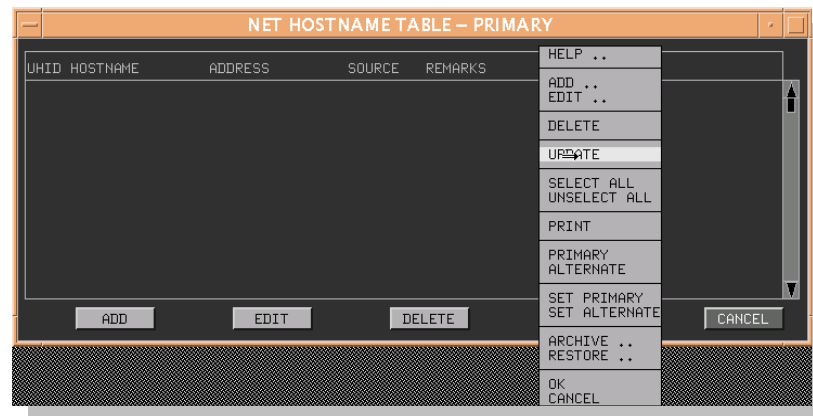 NET HOSTNAME TABLE – PRIMARY
UHID HOSTNAME ADDRESS SOURCE REMARKS
HELP ..
ADD ..
EDIT ..
DELETE
UPDATE
SELECT ALL
UNSELECT ALL
PRINT
PRIMARY
ALTERNATE
SET PRIMARY
SET ALTERNATE
ARCHIVE ..
RESTORE ..
OK
CANCEL
ADD EDIT DELETE CANCEL